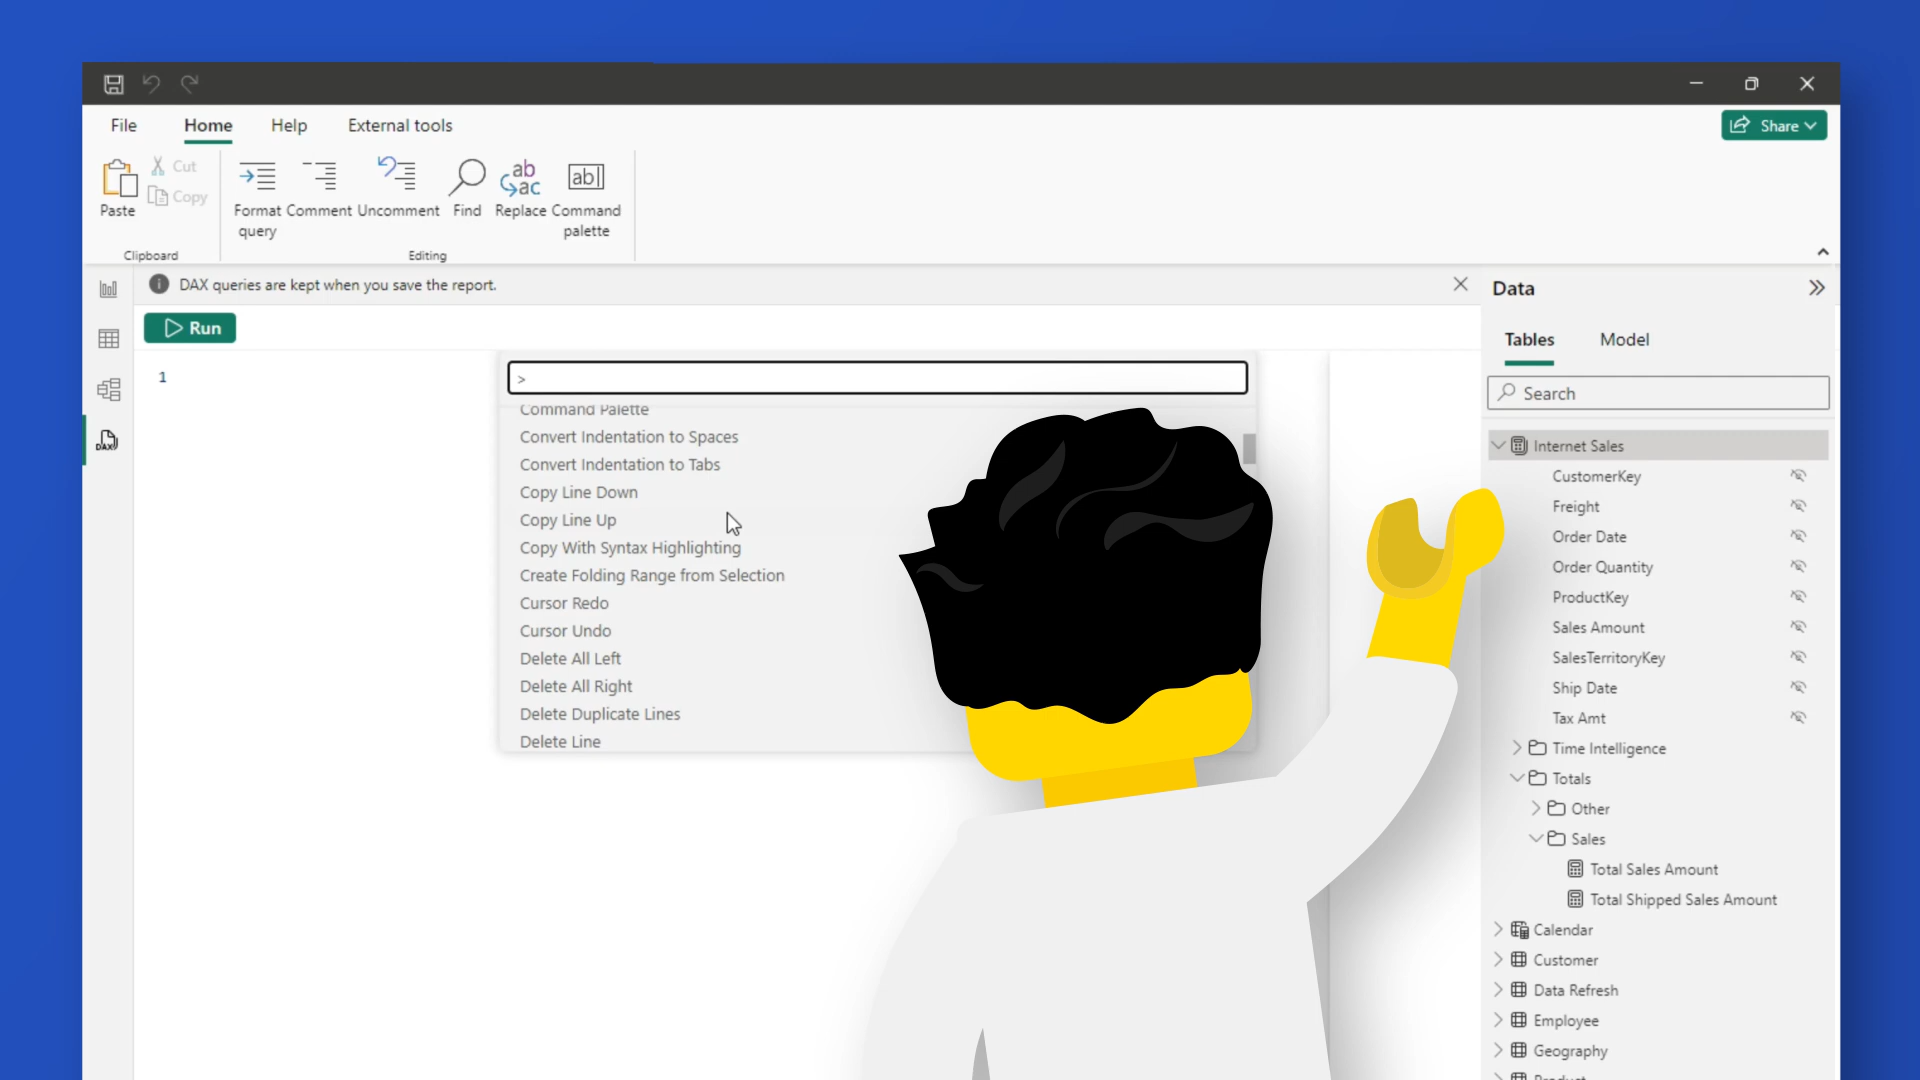 File Home Help External tools
Share
Paste
Cut
Copy
Clipboard
Format query
Comment
Uncomment
Find
ab
ac
Replace
ab
Command palette
Editing
DAX queries are kept when you save the report.
Run
DAX
1
>
Command Palette
Convert Indentation to Spaces
Convert Indentation to Tabs
Copy Line Down
Copy Line Up
Copy With Syntax Highlighting
Create Folding Range from Selection
Cursor Redo
Cursor Undo
Delete All Left
Delete All Right
Delete Duplicate Lines
Delete Line
Data
Tables Model
Search
Internet Sales
CustomerKey
Freight
Order Date
Order Quantity
ProductKey
Sales Amount
SalesTerritoryKey
Ship Date
Tax Amt
Time Intelligence
Totals
Other
Sales
Total Sales Amount
Total Shipped Sales Amount
Calendar
Customer
Data Refresh
Employee
Geography